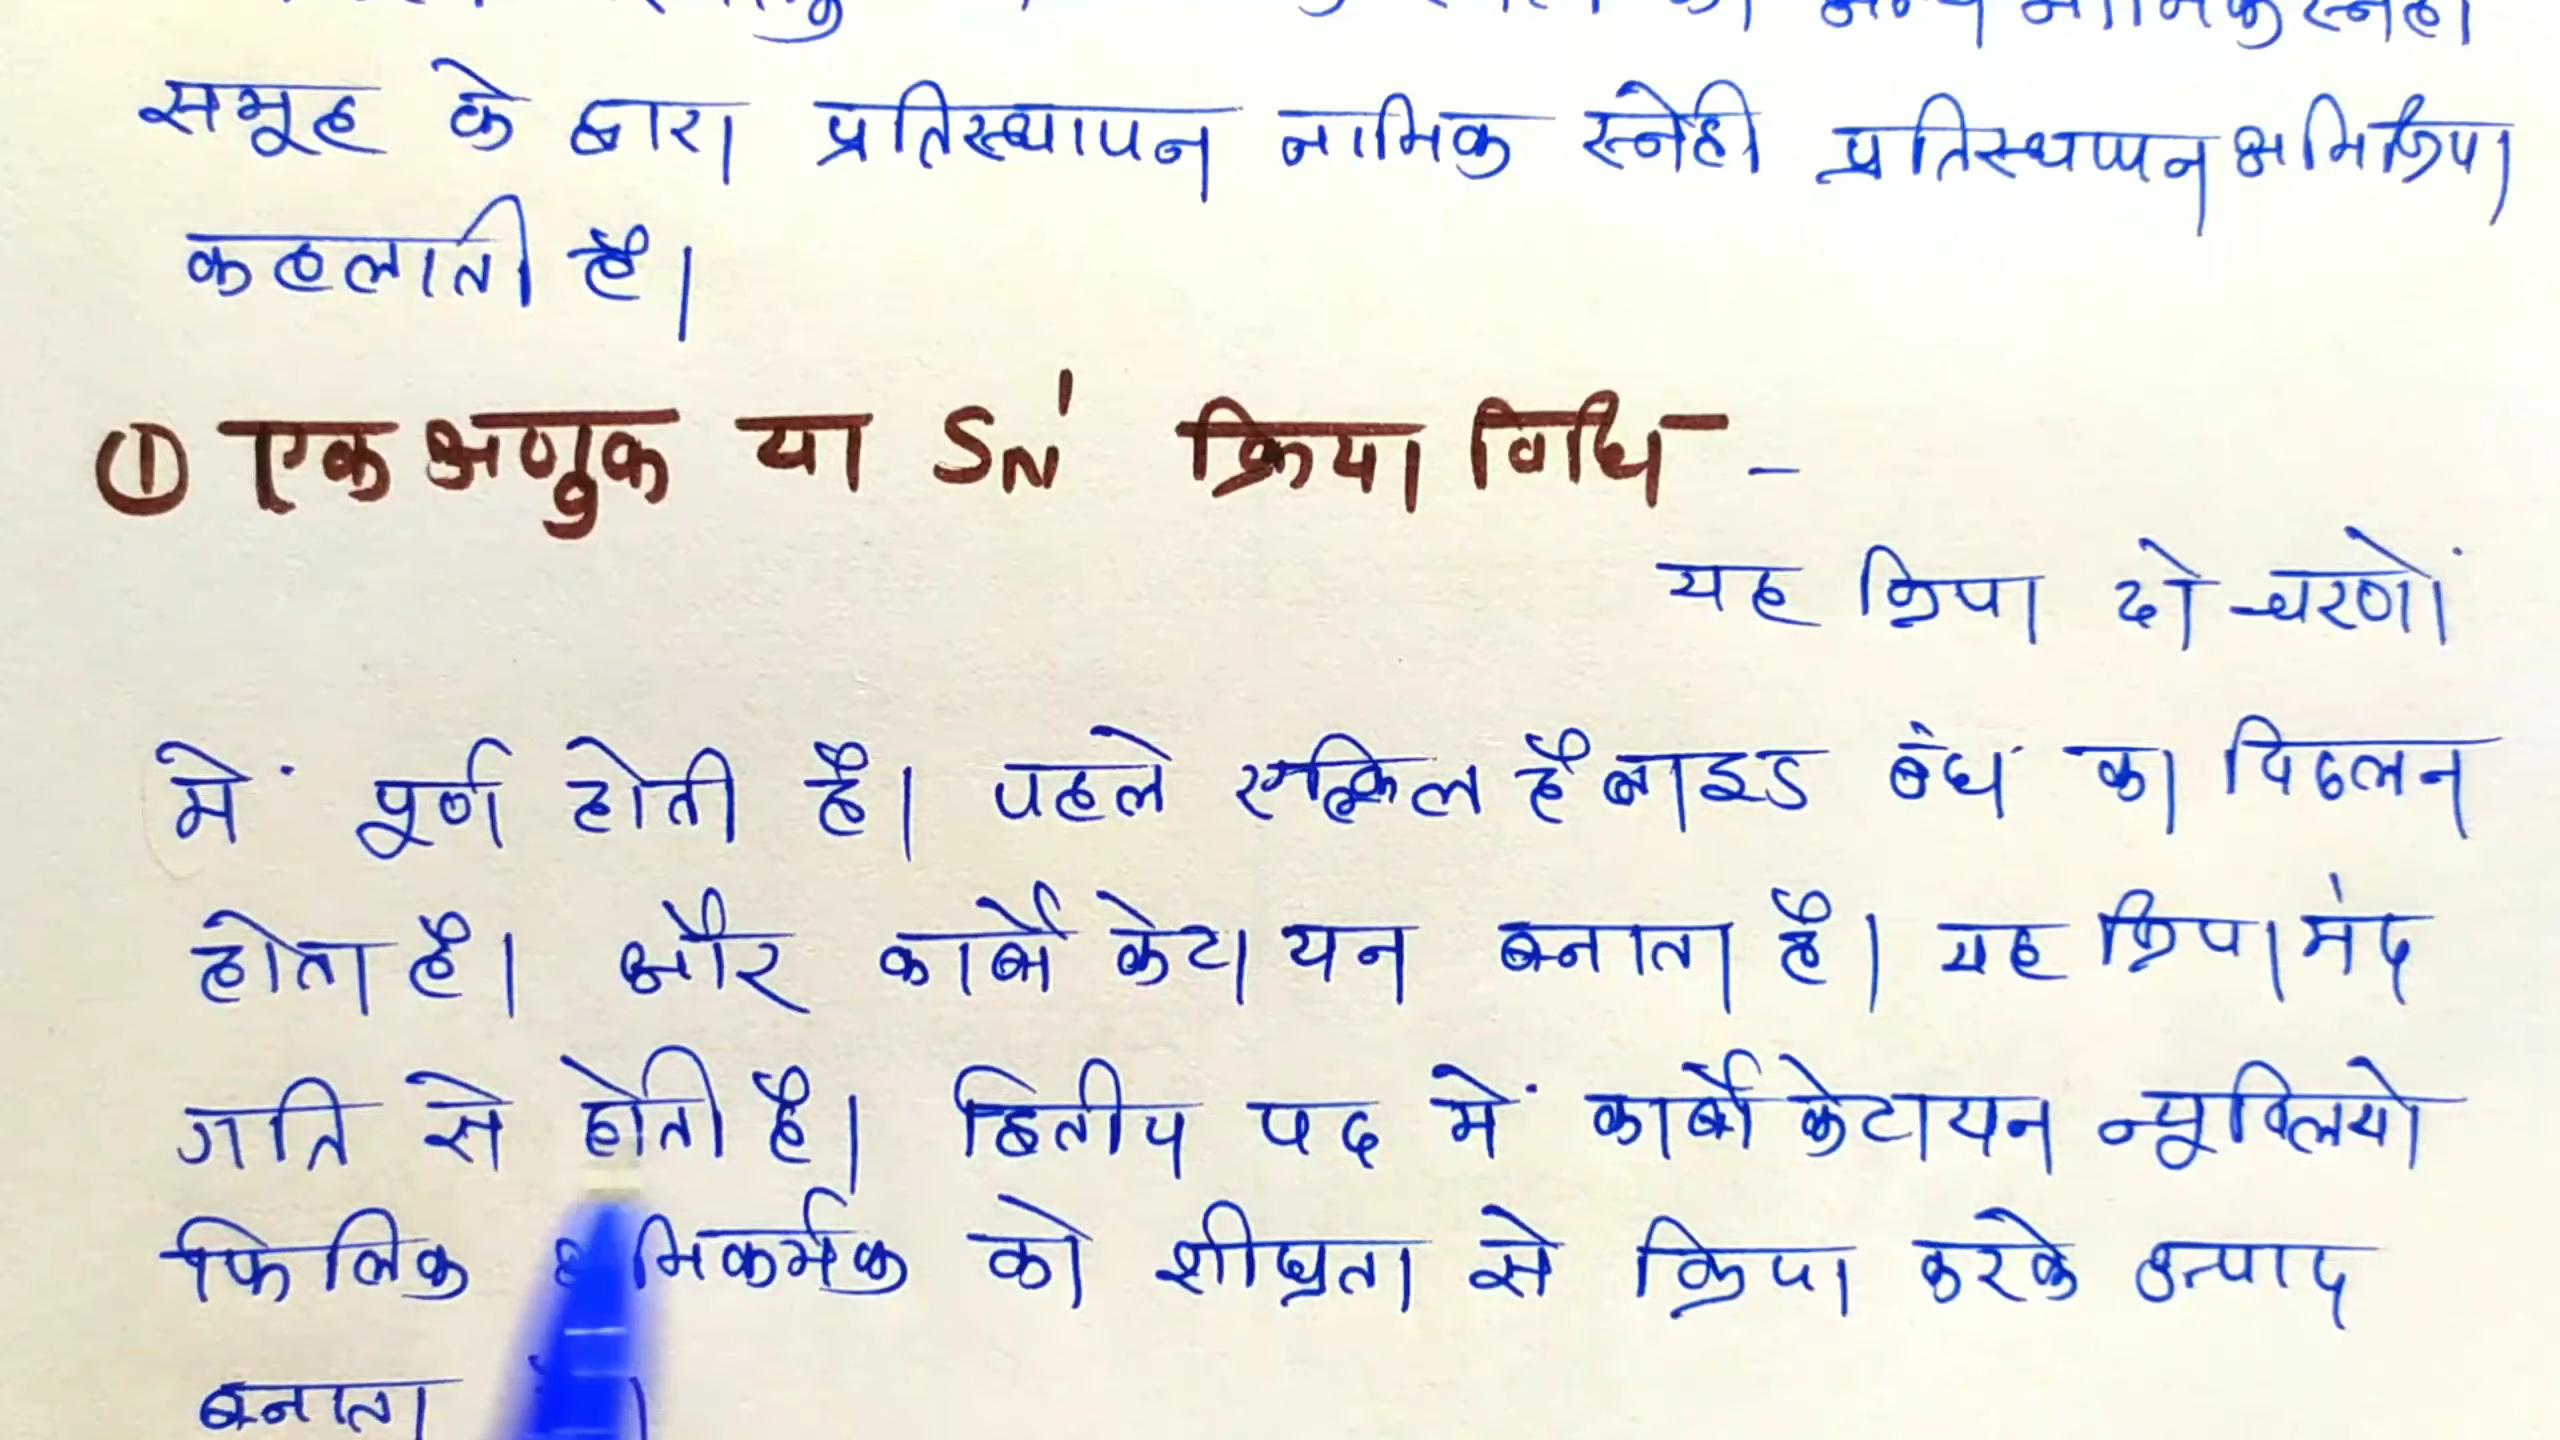 समूह के द्वारा प्रतिस्थापन नाभिक स्नेही प्रतिस्थापन अभिक्रिया
कहलाती है।
① एक अणुक या SN¹ क्रिया विधि -
यह क्रिया दो चरणों
में पूर्ण होती है। पहले एल्किल हैलाइड बंध का विदलन
होता है। और कार्बो केटायन बनाता है। यह क्रिया मंद
गति से होती है। द्वितीय पद में कार्बो केटायन न्यूक्लियो
फिलिक अभिकर्मक को शीघ्रता से क्रिया करके उत्पाद
बनाता